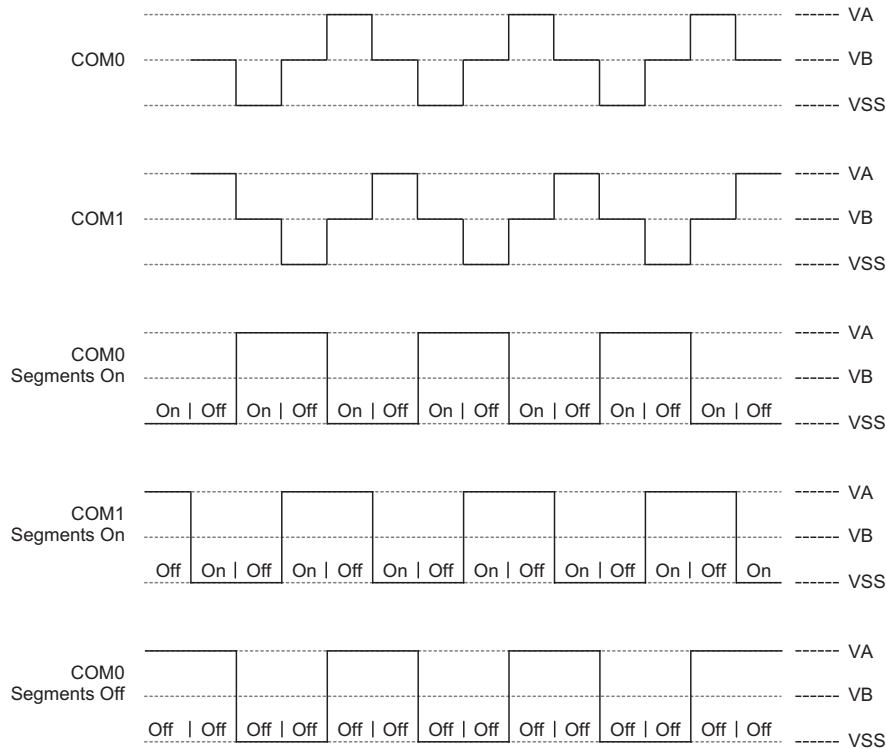 VA
COM0
VB
VSS
VA
COM1
VB
VSS
VA
COM0
Segments On
VB
On | Off | On | Off | On | Off | On | Off | On | Off | On | Off | On | Off
VSS
VA
COM1
Segments On
VB
Off | On | Off | On | Off | On | Off | On | Off | On | Off | On | Off | On
VSS
VA
COM0
Segments Off
VB
Off | Off | Off | Off | Off | Off | Off | Off | Off | Off | Off | Off | Off | Off
VSS